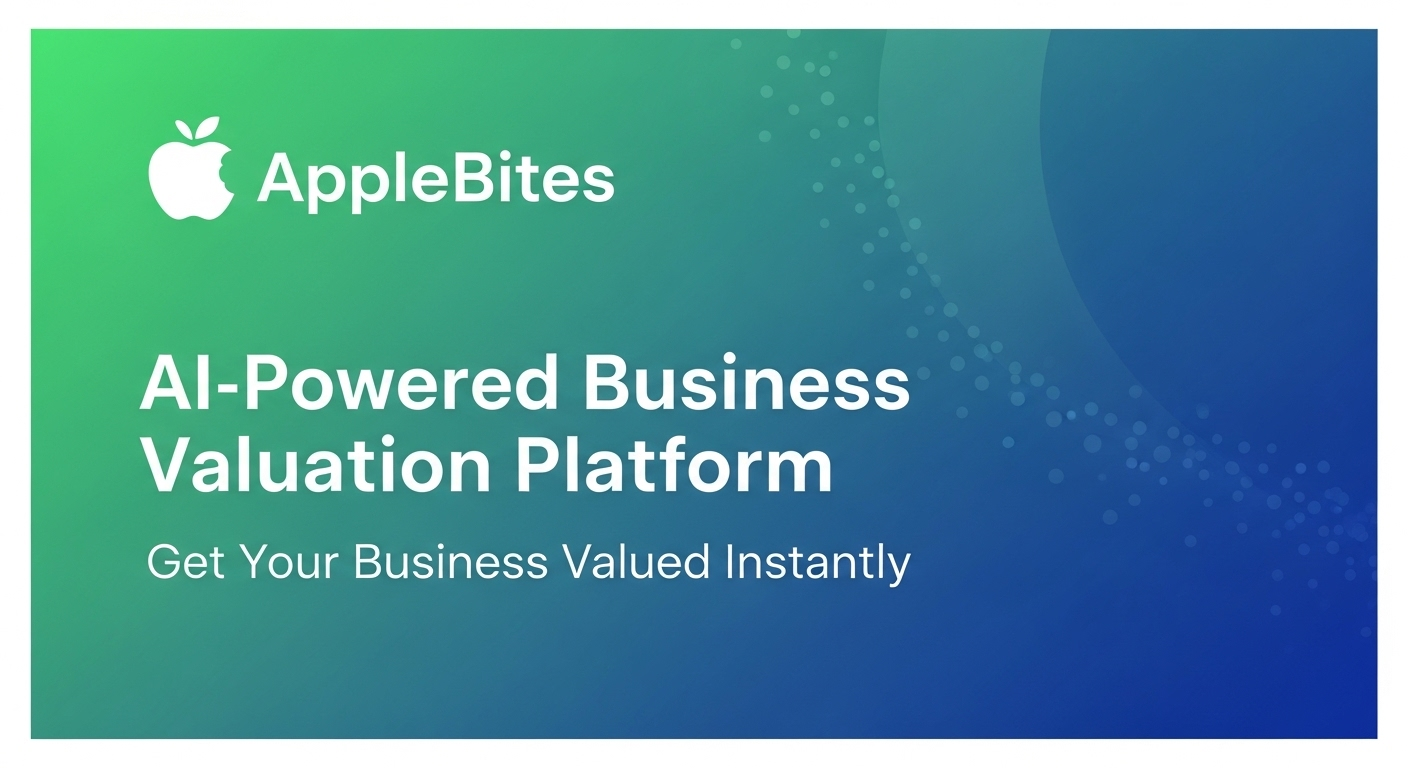 AppleBites
AI-Powered Business
Valuation Platform
Get Your Business Valued Instantly